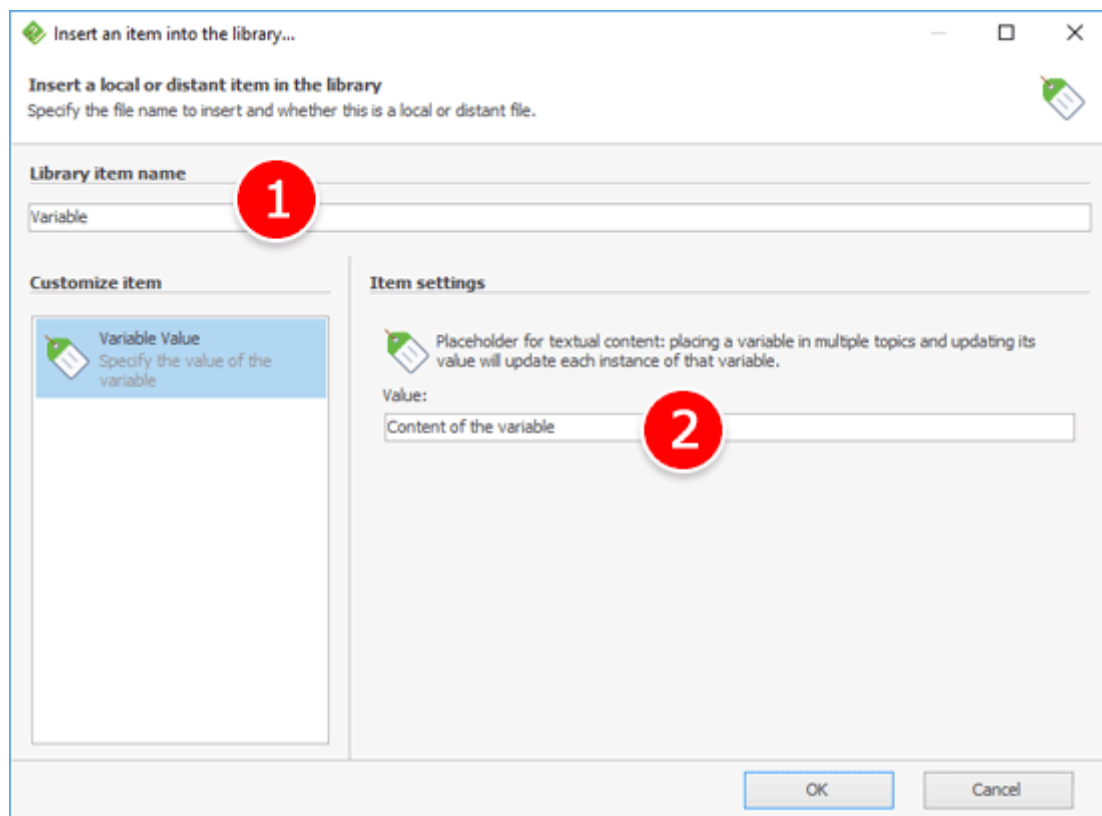 Insert an item into the library...
Insert a local or distant item in the library
Specify the file name to insert and whether this is a local or distant file.
Library item name
1
Variable
Customize item
Item settings
Variable Value
Specify the value of the
variable
Placeholder for textual content: placing a variable in multiple topics and updating its
value will update each instance of that variable.
Value:
Content of the variable
2
OK
Cancel